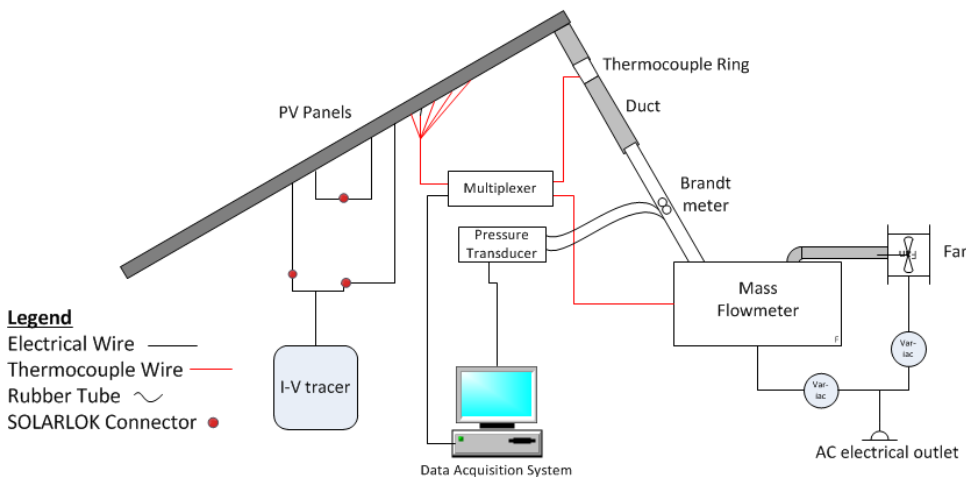 Thermocouple Ring
PV Panels
Duct
Multiplexer
Brandt
meter
Pressure
Transducer
Fan
Mass
Flowmeter
F
Legend
Electrical Wire
Thermocouple Wire
Rubber Tube
SOLARLOK Connector
I-V tracer
Var-
iac
Var-
iac
AC electrical outlet
Data Acquisition System